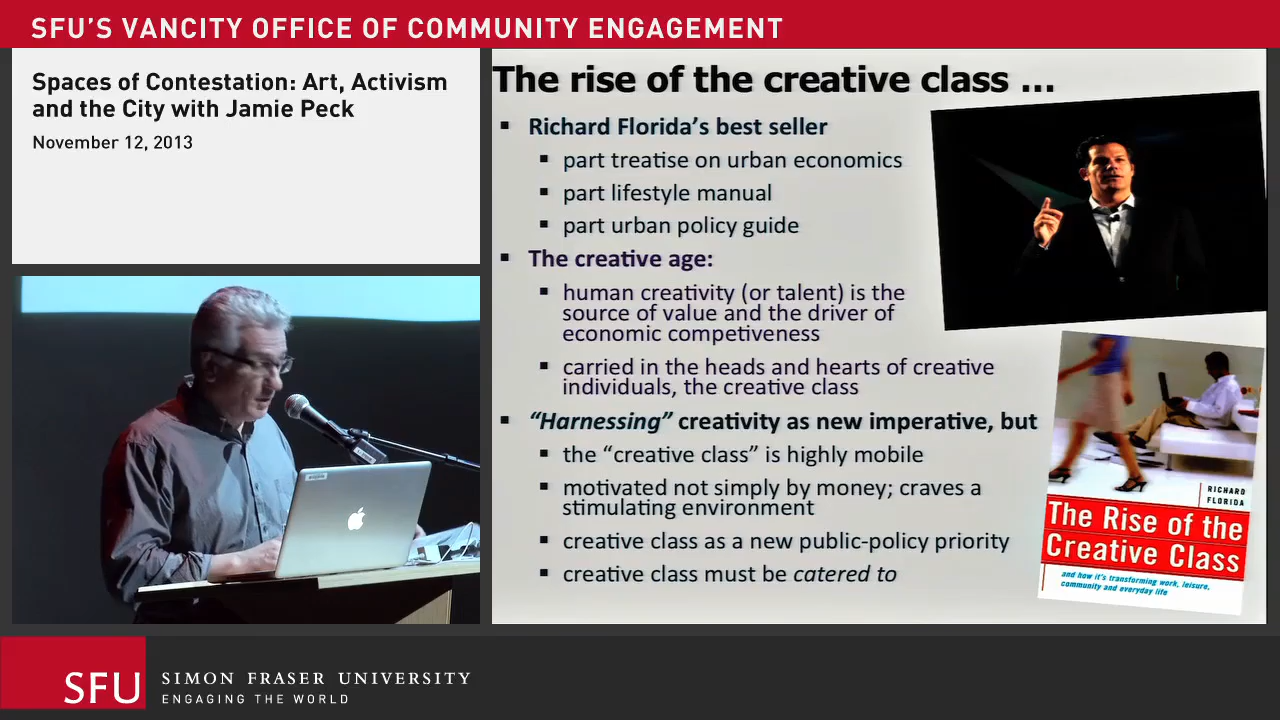 SFU'S VANCITY OFFICE OF COMMUNITY ENGAGEMENT
Spaces of Contestation: Art, Activism
and the City with Jamie Peck
November 12, 2013
The rise of the creative class ...
▪ Richard Florida's best seller
▪ part treatise on urban economics
▪ part lifestyle manual
▪ part urban policy guide
▪ The creative age:
▪ human creativity (or talent) is the
source of value and the driver of
economic competiveness
▪ carried in the heads and hearts of creative
individuals, the creative class
▪ “Harnessing” creativity as new imperative, but
▪ the “creative class” is highly mobile
▪ motivated not simply by money; craves a
stimulating environment
▪ creative class as a new public-policy priority
▪ creative class must be catered to
RICHARD
FLORIDA
The Rise of the
Creative Class
and how it's transforming work, leisure,
community and everyday life
SFU
SIMON FRASER UNIVERSITY
ENGAGING THE WORLD